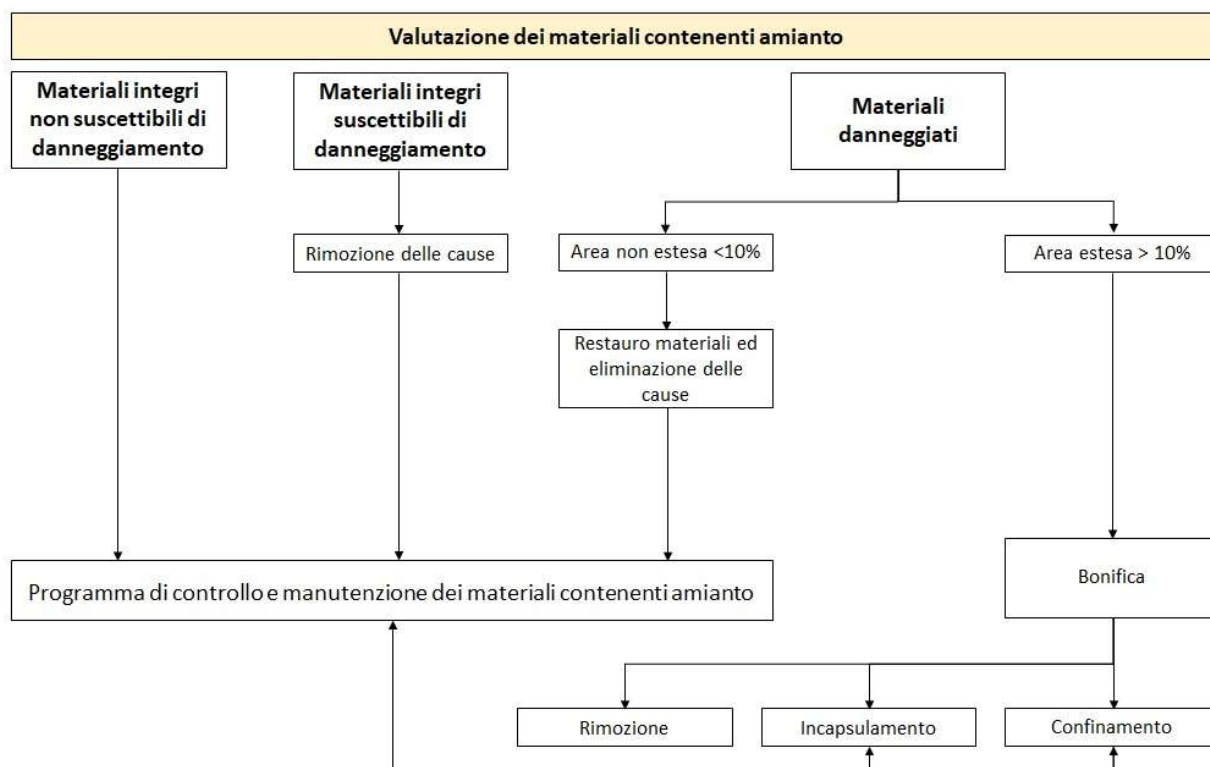 Valutazione dei materiali contenenti amianto
Materiali integri
non suscettibili di
danneggiamento
Materiali integri
suscettibili di
danneggiamento
Materiali
danneggiati
Rimozione delle cause
Area non estesa <10%
Area estesa > 10%
Restauro materiali ed
eliminazione delle
cause
Programma di controllo e manutenzione dei materiali contenenti amianto
Bonifica
Rimozione
Incapsulamento
Confinamento